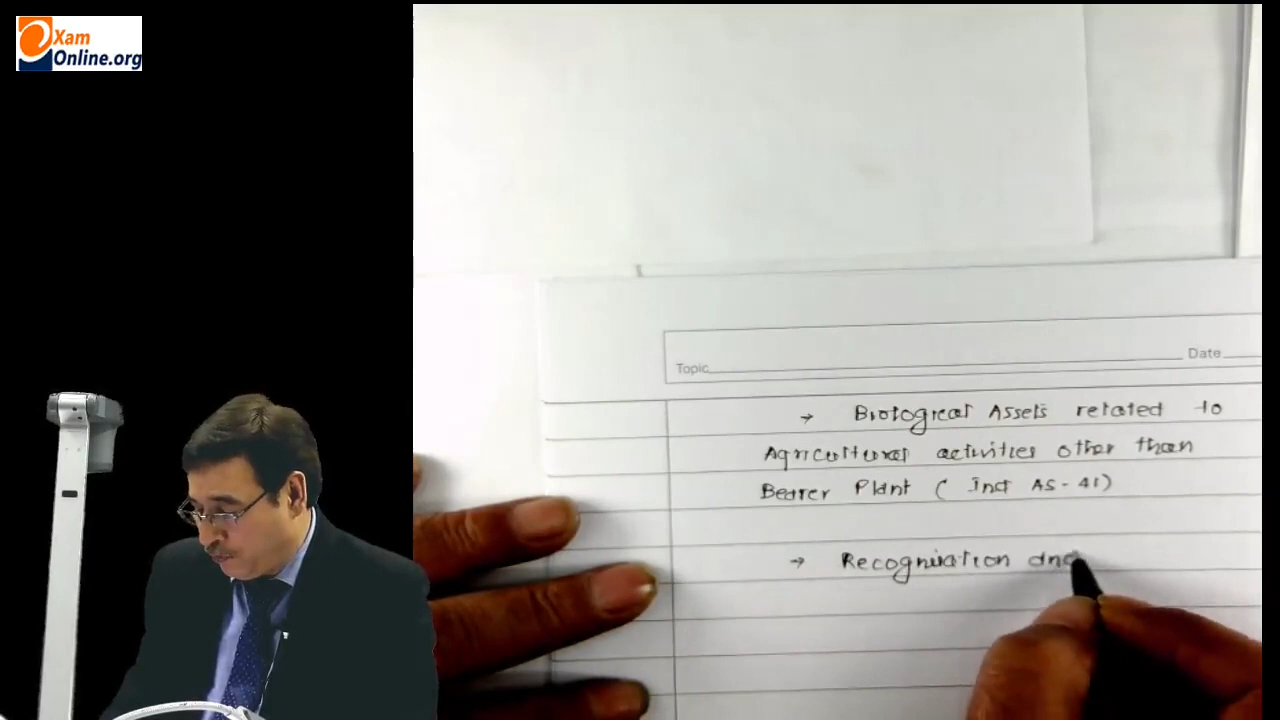 Xam
Online.org
Topic
Date
→ Biological Assets related to
Agricultural activities other than
Bearer Plant ( Ind AS-41)
→ Recognisation and